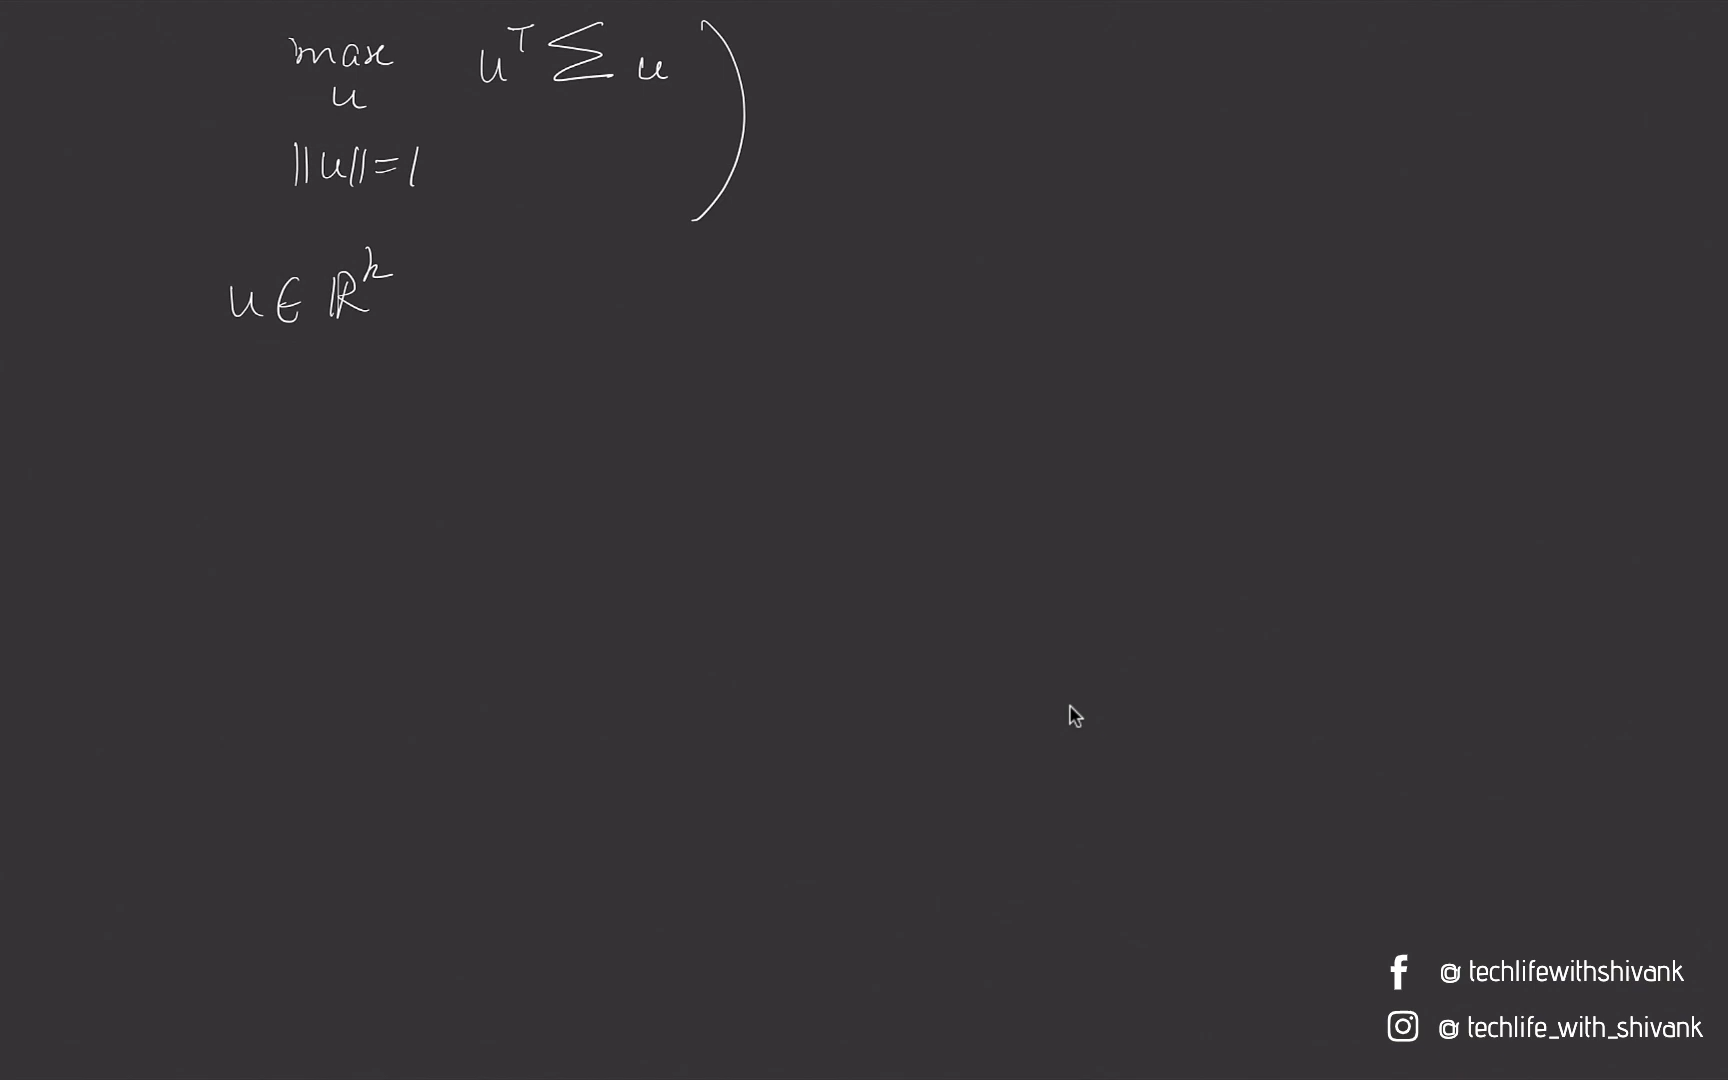 max u^T Σ u )
u
||u||=1
u ∈ ℝ^k
@ techlifewithshivank
@ techlife_with_shivank